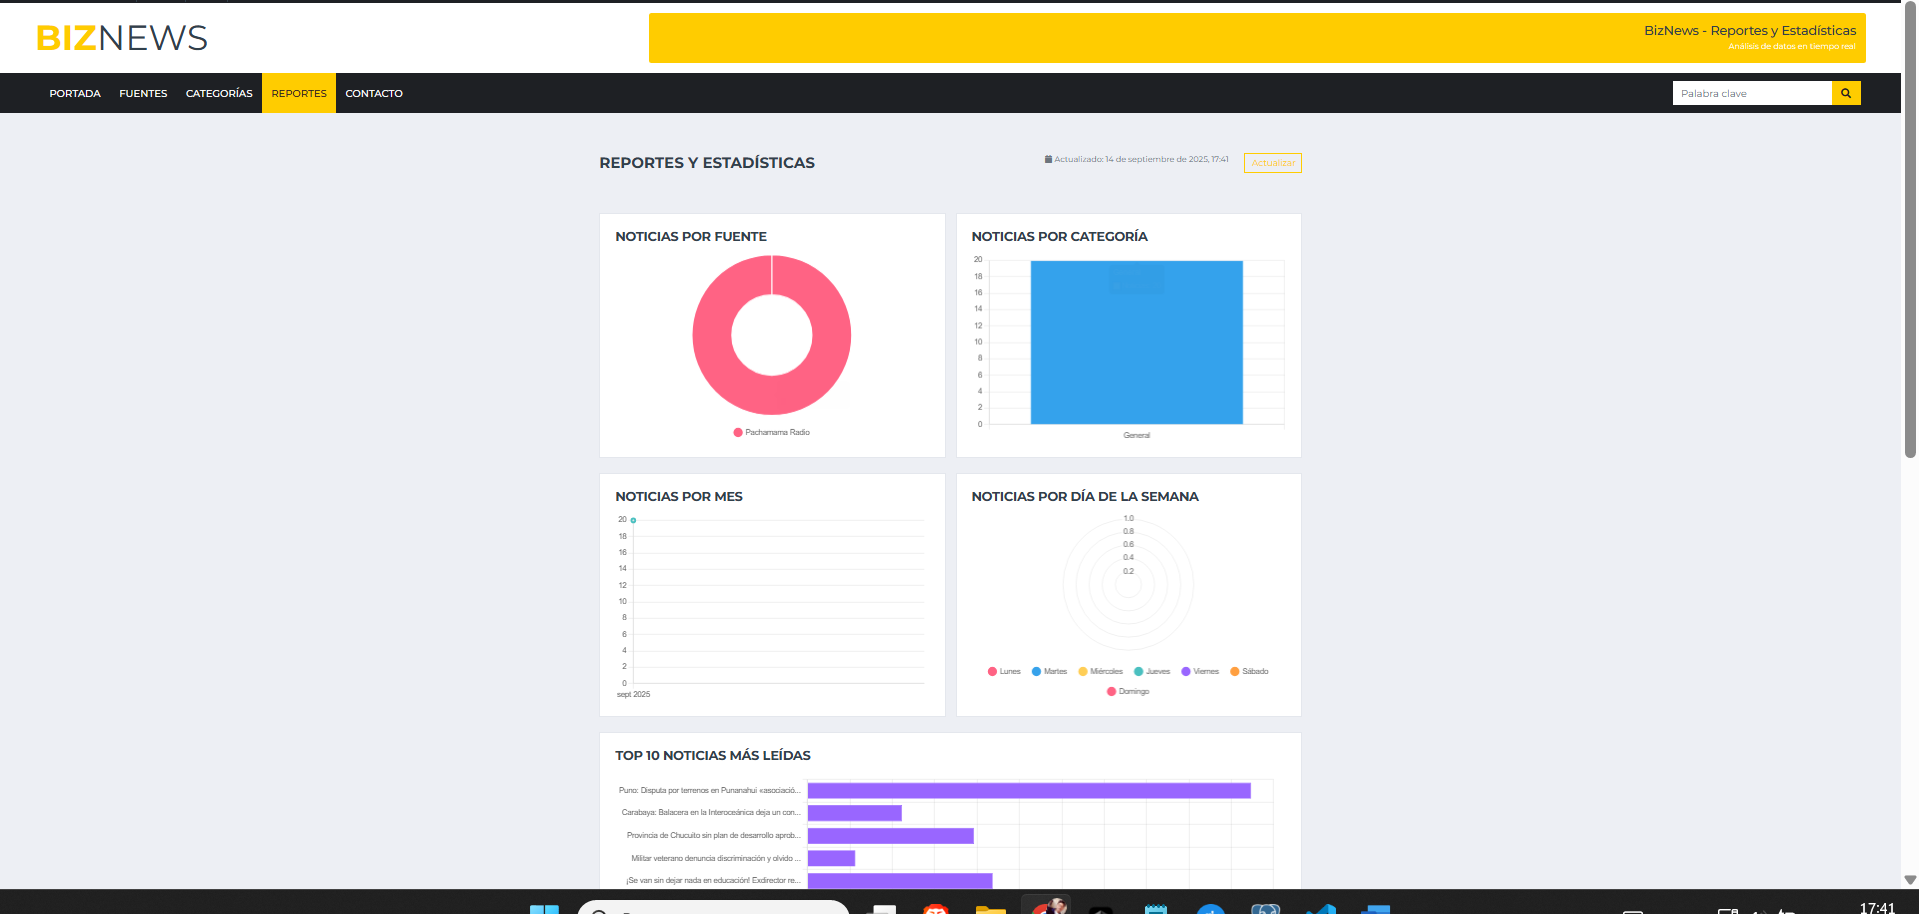 BIZNEWS
BizNews - Reportes y Estadísticas
Análisis de datos en tiempo real
PORTADA FUENTES CATEGORÍAS REPORTES CONTACTO
Palabra clave
REPORTES Y ESTADÍSTICAS
Actualizado: 14 de septiembre de 2025, 17:41
Actualizar
NOTICIAS POR FUENTE
Pachamama Radio
NOTICIAS POR CATEGORÍA
20
18
16
14
12
10
8
6
4
2
0
General
NOTICIAS POR MES
20
18
16
14
12
10
8
6
4
2
0
sept 2025
NOTICIAS POR DÍA DE LA SEMANA
1.0
0.8
0.6
0.4
0.2
Lunes Martes Miércoles Jueves Viernes Sábado
Domingo
TOP 10 NOTICIAS MÁS LEÍDAS
Puno: Disputa por terrenos en Punanahui «asociació...
Carabaya: Balacera en la Interoceánica deja un con...
Provincia de Chucuito sin plan de desarrollo aprob...
Militar veterano denuncia discriminación y olvido ...
¡Se van sin dejar nada en educación! Exdirector re...
17:41